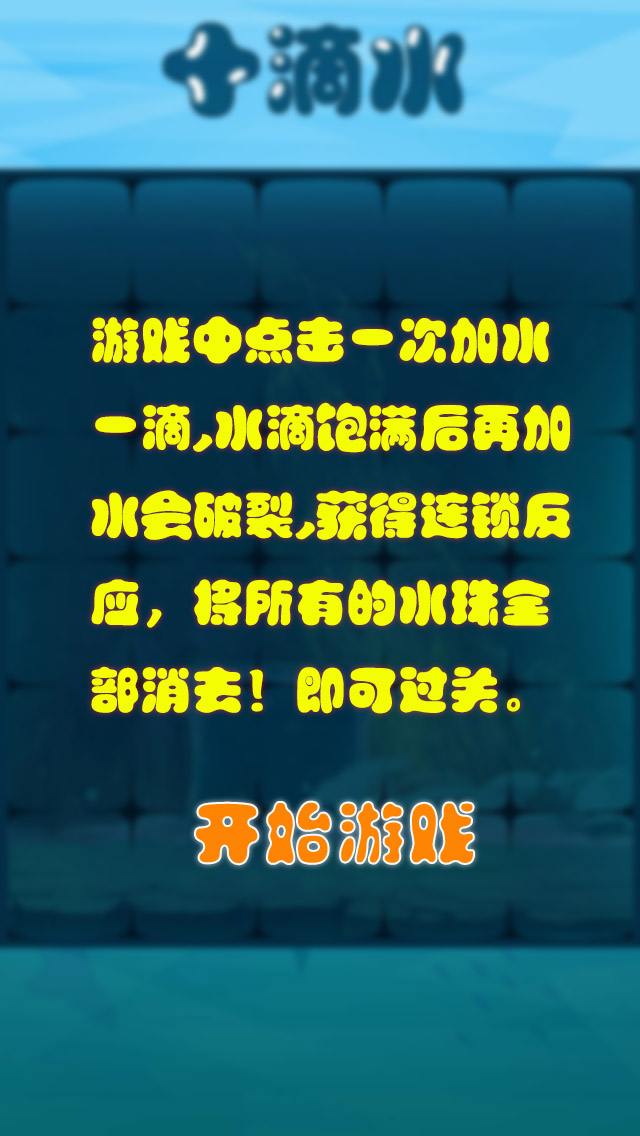 十滴水
游戏中点击一次加水
一滴,水滴饱满后再加
水会破裂,获得连锁反
应，将所有的水珠全
部消去！即可过关。
开始游戏